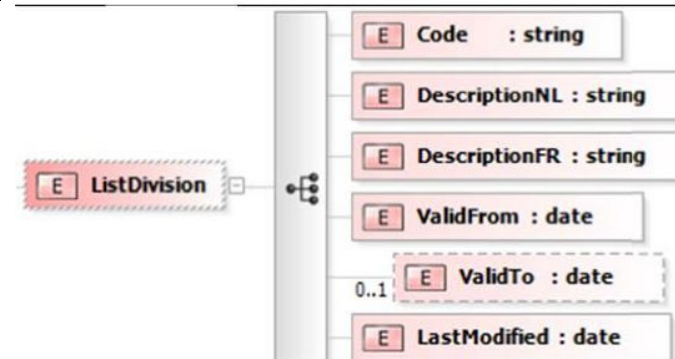 E Code : string
E DescriptionNL : string
E DescriptionFR : string
E ListDivision
E ValidFrom : date
E ValidTo : date
0..1
E LastModified : date